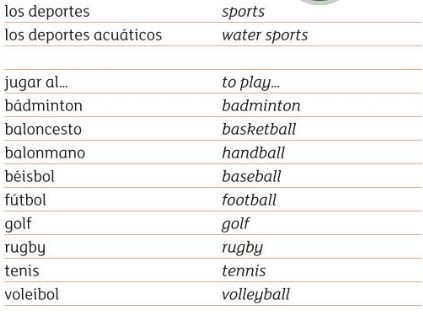 los deportes sports
los deportes acuáticos water sports
jugar al... to play...
bádminton badminton
baloncesto basketball
balonmano handball
béisbol baseball
fútbol football
golf golf
rugby rugby
tenis tennis
voleibol volleyball